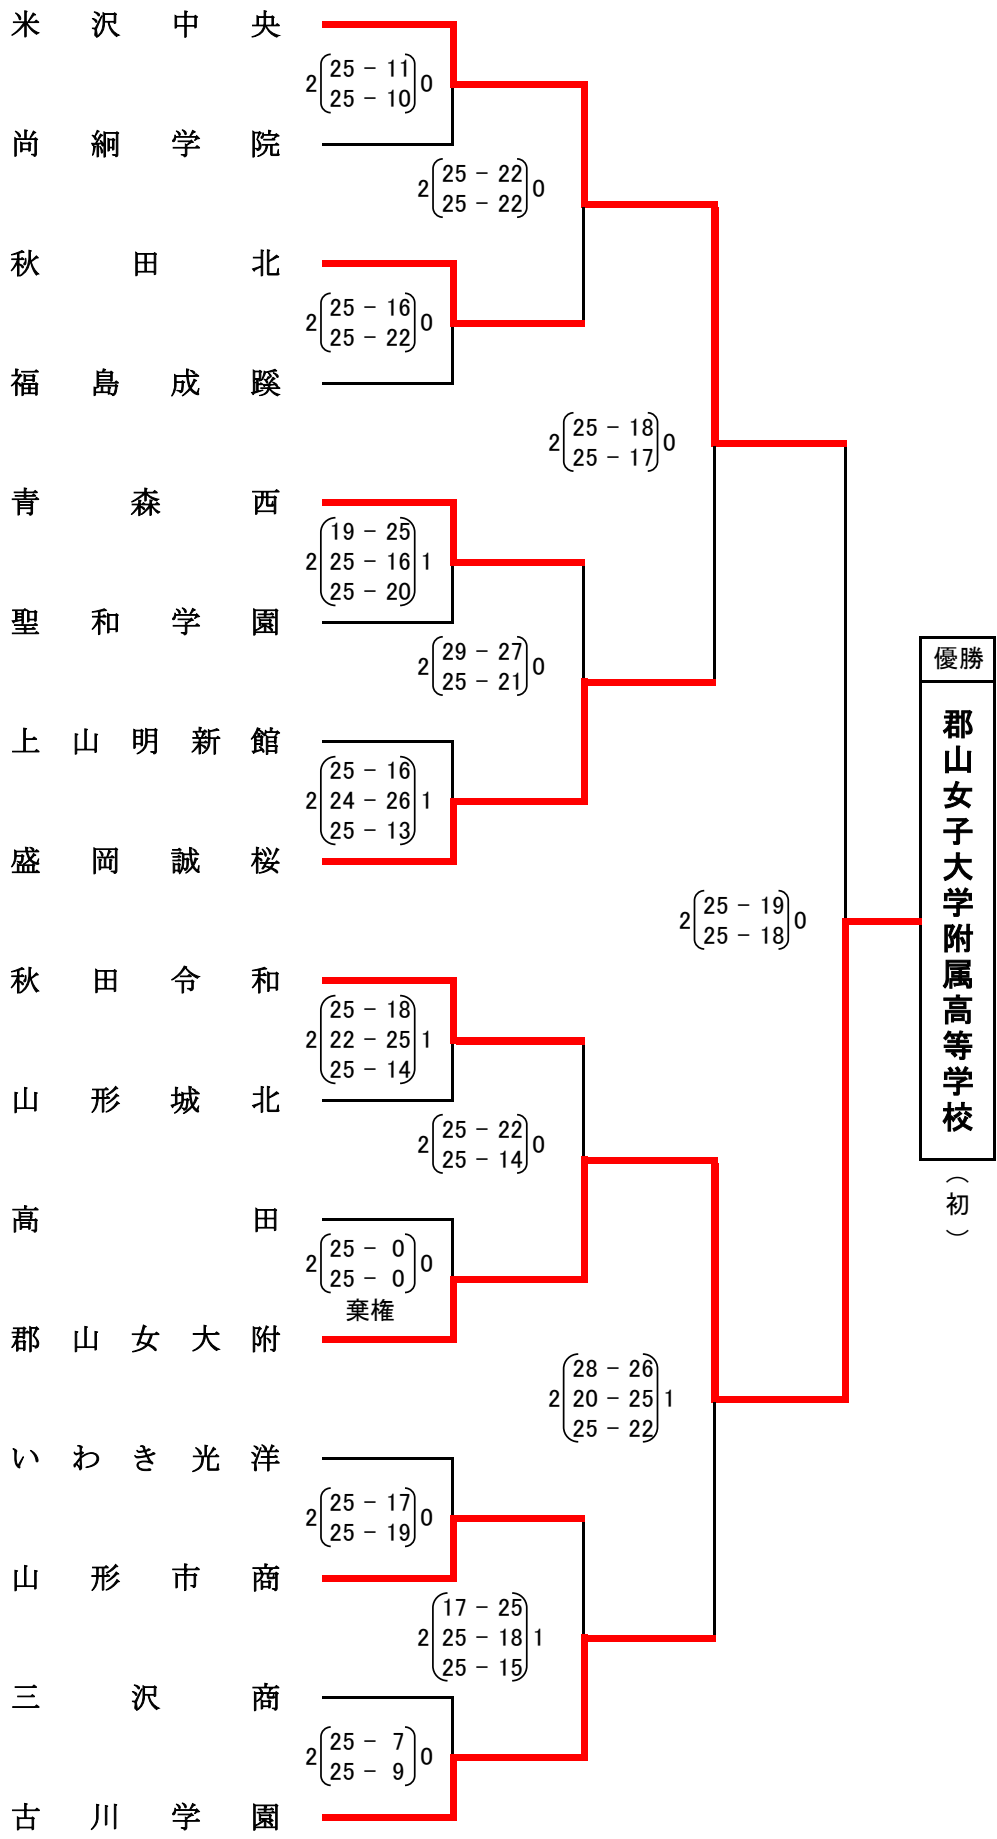 米沢中央
2 25 - 11 0
25 - 10
尚絅学院
2 25 - 22 0
25 - 22
秋田北
2 25 - 16 0
25 - 22
福島成蹊
2 25 - 18 0
25 - 17
青森西
19 - 25
2 25 - 16 1
25 - 20
聖和学園
2 29 - 27 0
25 - 21
上山明新館
25 - 16
2 24 - 26 1
25 - 13
盛岡誠桜
2 25 - 19 0
25 - 18
秋田令和
25 - 18
2 22 - 25 1
25 - 14
山形城北
2 25 - 22 0
25 - 14
高田
2 25 - 0 0
25 - 0
棄権
郡山女大附
28 - 26
2 20 - 25 1
25 - 22
いわき光洋
2 25 - 17 0
25 - 19
山形市商
17 - 25
2 25 - 18 1
25 - 15
三沢商
2 25 - 7 0
25 - 9
古川学園
優勝
郡山女子大学附属高等学校
（初）